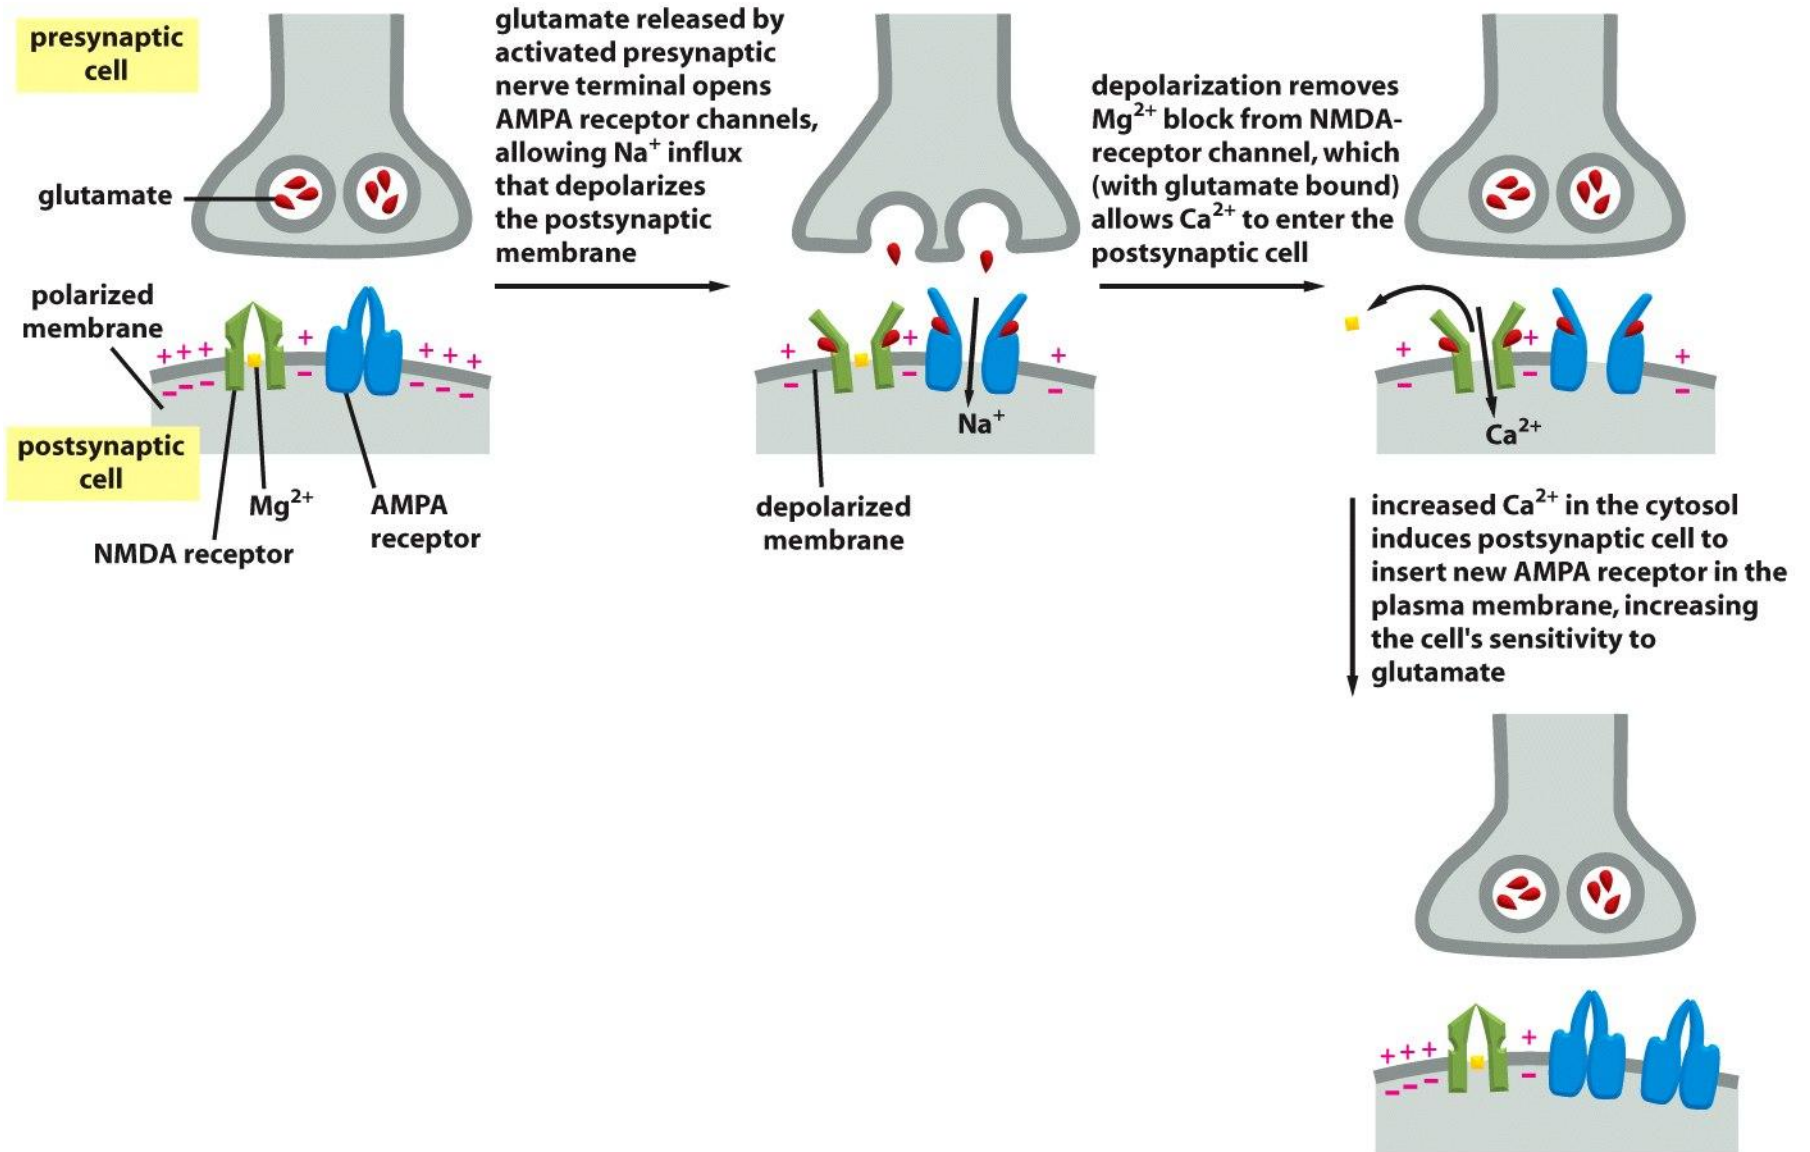 presynaptic
cell
glutamate
polarized
membrane
postsynaptic
cell
Mg²⁺
NMDA receptor
AMPA
receptor
glutamate released by
activated presynaptic
nerve terminal opens
AMPA receptor channels,
allowing Na⁺ influx
that depolarizes
the postsynaptic
membrane
Na⁺
depolarized
membrane
depolarization removes
Mg²⁺ block from NMDA-
receptor channel, which
(with glutamate bound)
allows Ca²⁺ to enter the
postsynaptic cell
Ca²⁺
increased Ca²⁺ in the cytosol
induces postsynaptic cell to
insert new AMPA receptor in the
plasma membrane, increasing
the cell's sensitivity to
glutamate